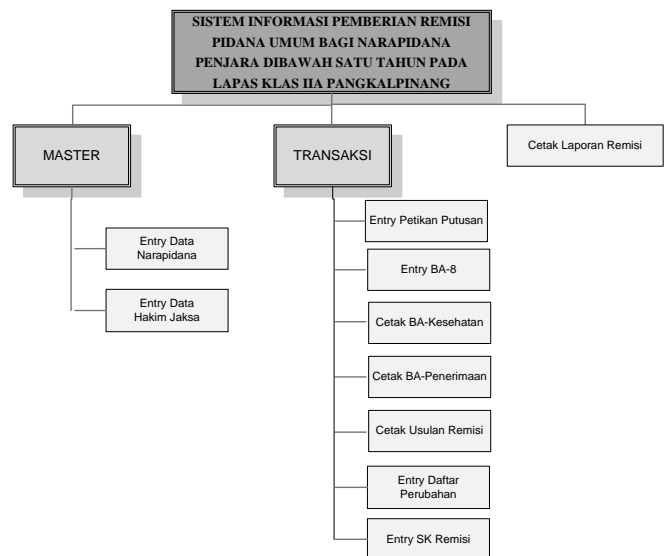 SISTEM INFORMASI PEMBERIAN REMISI
PIDANA UMUM BAGI NARAPIDANA
PENJARA DIBAWAH SATU TAHUN PADA
LAPAS KLAS IIA PANGKALPINANG
MASTER
TRANSAKSI
Cetak Laporan Remisi
Entry Data
Narapidana
Entry Data
Hakim Jaksa
Entry Petikan Putusan
Entry BA-8
Cetak BA-Kesehatan
Cetak BA-Penerimaan
Cetak Usulan Remisi
Entry Daftar
Perubahan
Entry SK Remisi